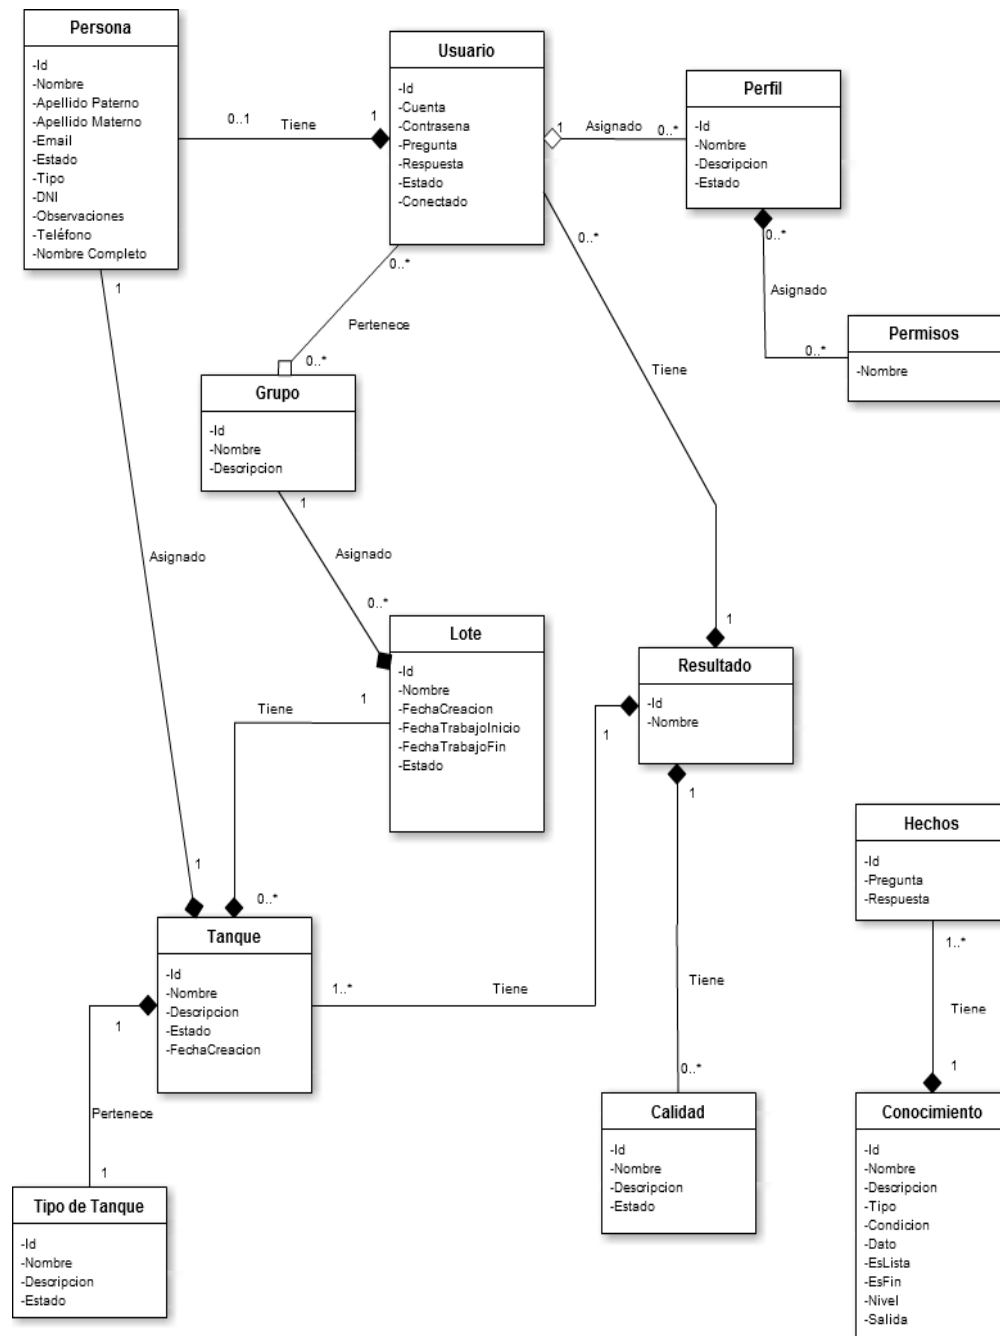 Persona
-Id
-Nombre
-Apellido Paterno
-Apellido Materno
-Email
-Estado
-Tipo
-DNI
-Observaciones
-Teléfono
-Nombre Completo
0..1
Tiene
1
Usuario
-Id
-Cuenta
-Contrasena
-Pregunta
-Respuesta
-Estado
-Conectado
1
Asignado
0..*
Perfil
-Id
-Nombre
-Descripcion
-Estado
0..*
Asignado
0..*
Permisos
-Nombre
1
Asignado
1
0..*
Pertenece
0..*
Grupo
-Id
-Nombre
-Descripcion
1
Asignado
0..*
0..*
Tiene
1
Lote
-Id
-Nombre
-FechaCreacion
-FechaTrabajoInicio
-FechaTrabajoFin
-Estado
1
Tiene
0..*
Resultado
-Id
-Nombre
1
1
Tiene
0..*
1..*
Tiene
Tanque
-Id
-Nombre
-Descripcion
-Estado
-FechaCreacion
1
Pertenece
1
Tipo de Tanque
-Id
-Nombre
-Descripcion
-Estado
Calidad
-Id
-Nombre
-Descripcion
-Estado
Hechos
-Id
-Pregunta
-Respuesta
1..*
Tiene
1
Conocimiento
-Id
-Nombre
-Descripcion
-Tipo
-Condicion
-Dato
-EsLista
-EsFin
-Nivel
-Salida